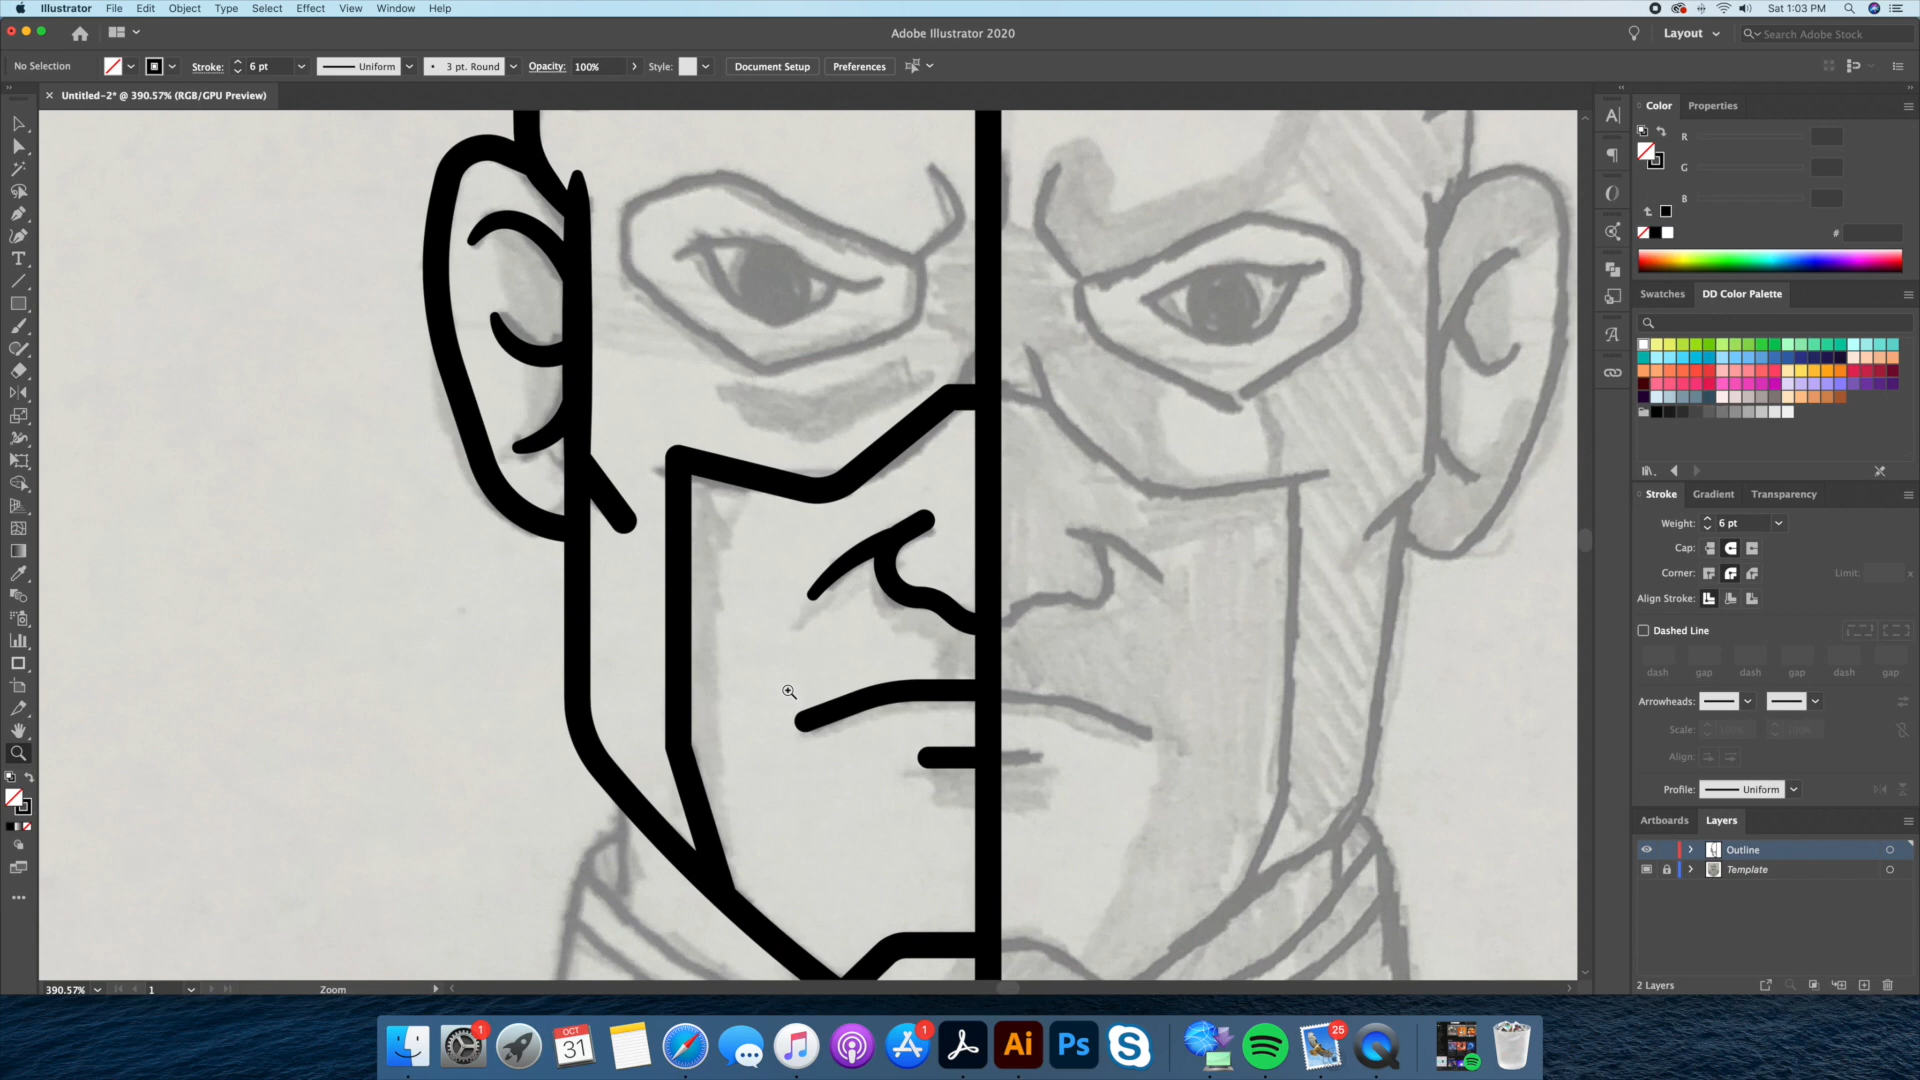 Illustrator File Edit Object Type Select Effect View Window Help Sat 1:03 PM
Adobe Illustrator 2020 Layout Search Adobe Stock
No Selection Stroke: 6 pt Uniform 3 pt. Round Opacity: 100% Style: Document Setup Preferences
Untitled-2* @ 390.57% (RGB/GPU Preview)
Color Properties
R
G
B
#
Swatches DD Color Palette
Stroke Gradient Transparency
Weight: 6 pt
Cap:
Corner: Limit: x
Align Stroke:
Dashed Line
dash gap dash gap dash gap
Arrowheads:
Scale: 100% 100%
Align:
Profile: Uniform
Artboards Layers
Outline
Template
2 Layers
390.57% 1 Zoom
1
OCT
31
1
Ai
Ps
25